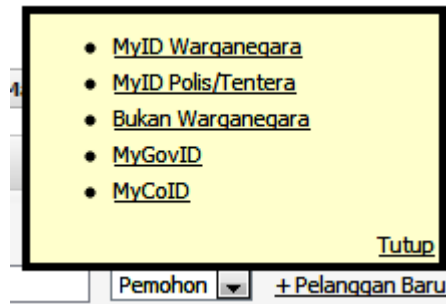 MyID Warganegara
MyID Polis/Tentera
Bukan Warganegara
MyGovID
MyCoID
Tutup
Pemohon + Pelanggan Baru